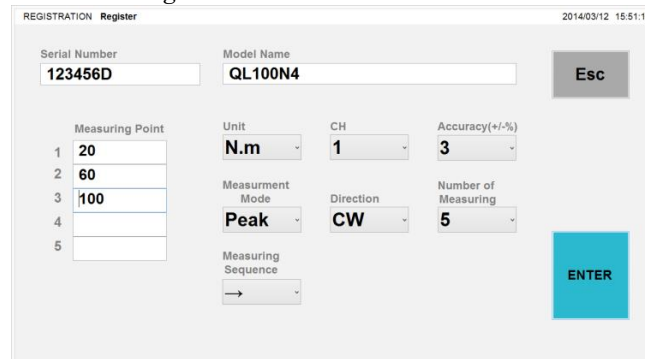 REGISTRATION Register 2014/03/12 15:51:1
Serial Number Model Name
123456D QL100N4 Esc
Measuring Point Unit CH Accuracy(+/-%)
1 20 N.m 1 3
2 60
3 100 Measurment Mode Direction Number of Measuring
4 Peak CW 5
5
Measuring Sequence
→
ENTER